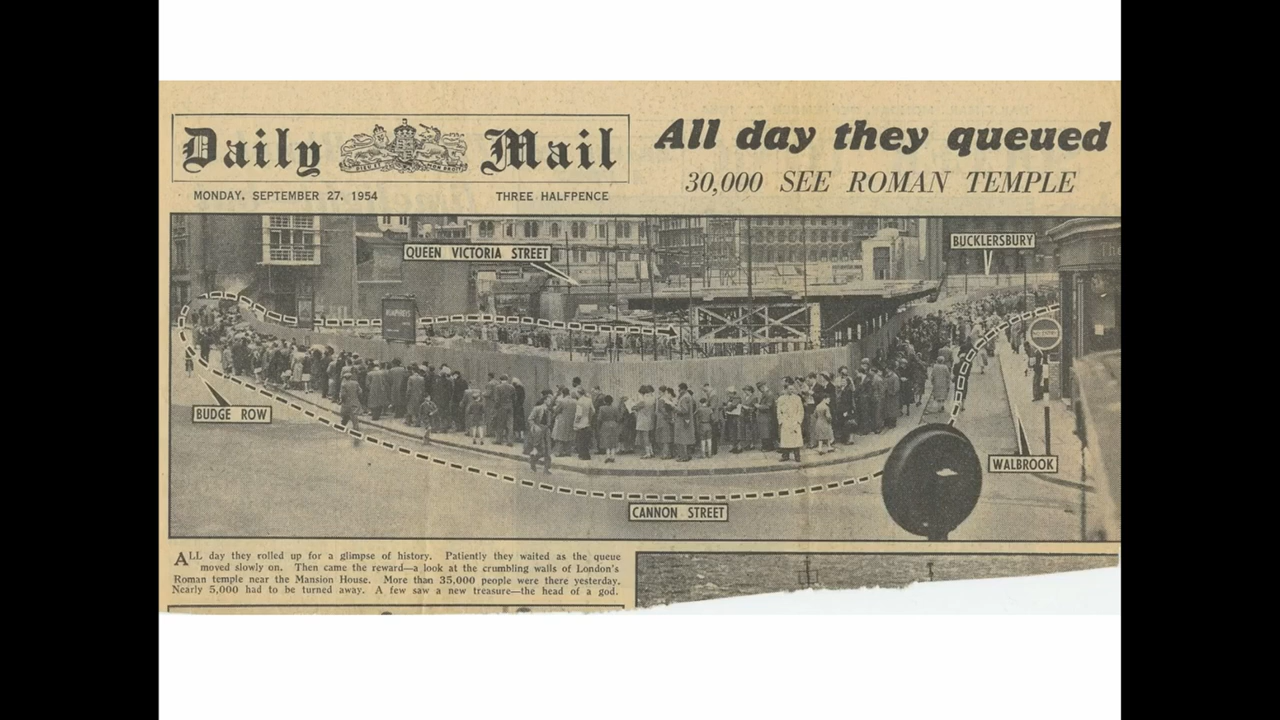 Daily Mail
MONDAY, SEPTEMBER 27, 1954
THREE HALFPENCE
All day they queued
30,000 SEE ROMAN TEMPLE
QUEEN VICTORIA STREET
BUCKLERSBURY
The
HUMPHREYS
BUDGE ROW
WALBROOK
CANNON STREET
ALL day they rolled up for a glimpse of history. Patiently they waited as the queue
moved slowly on. Then came the reward—a look at the crumbling walls of London's
Roman temple near the Mansion House. More than 35,000 people were there yesterday.
Nearly 5,000 had to be turned away. A few saw a new treasure—the head of a god.